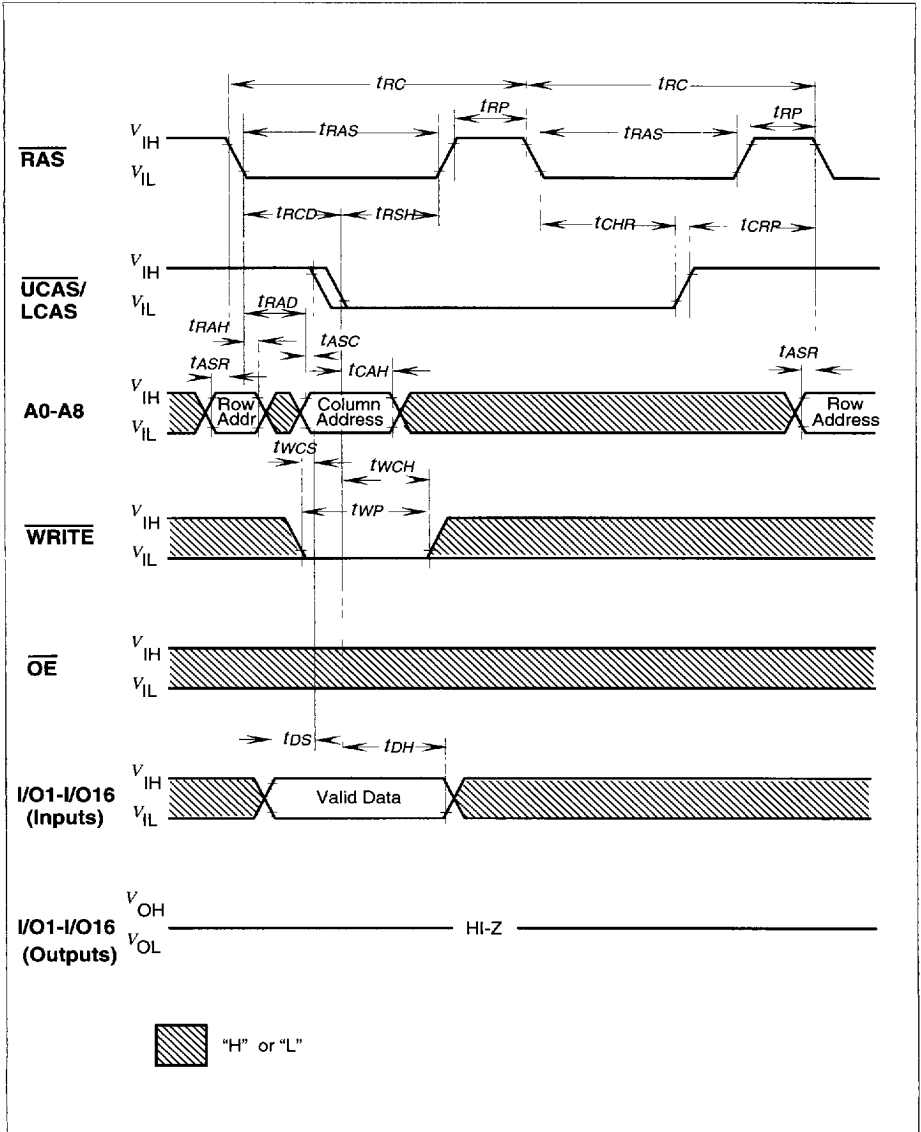 tRC tRC
tRP tRP
tRAS tRAS
RAS VIH
VIL
tRCD tRSH tCHR tCRP
UCAS/
LCAS VIH
VIL
tRAD
tRAH
tASC
tASR tCAH tASR
A0-A8 VIH
VIL
Row
Addr
Column
Address
Row
Address
tWCS
tWCH
tWP
WRITE VIH
VIL
OE VIH
VIL
tDS tDH
I/O1-I/O16
(Inputs) VIH
VIL
Valid Data
I/O1-I/O16
(Outputs) VOH
VOL
HI-Z
"H" or "L"